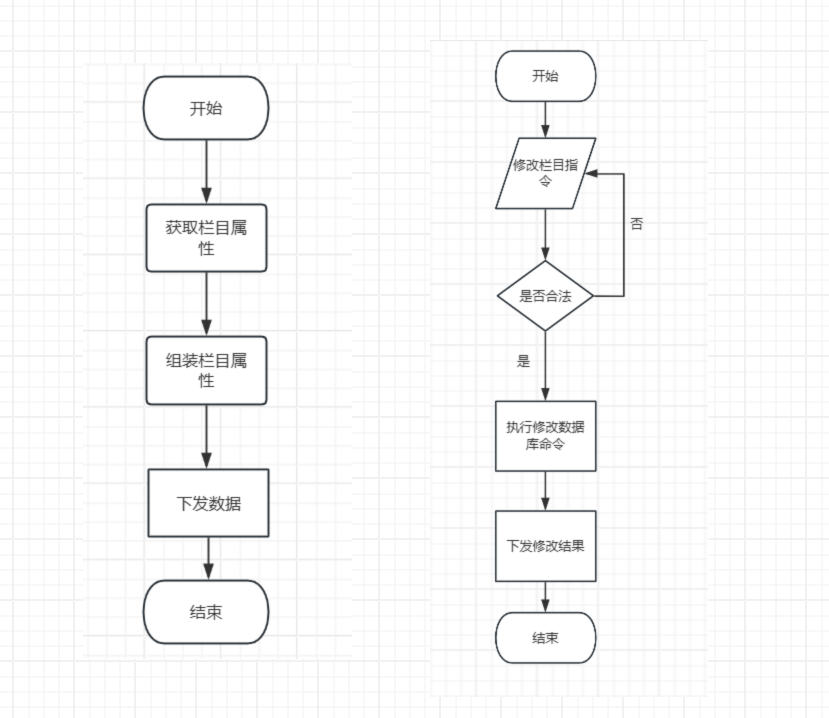 开始
获取栏目属
性
组装栏目属
性
下发数据
结束
开始
修改栏目指
令
否
是否合法
是
执行修改数据
库命令
下发修改结果
结束